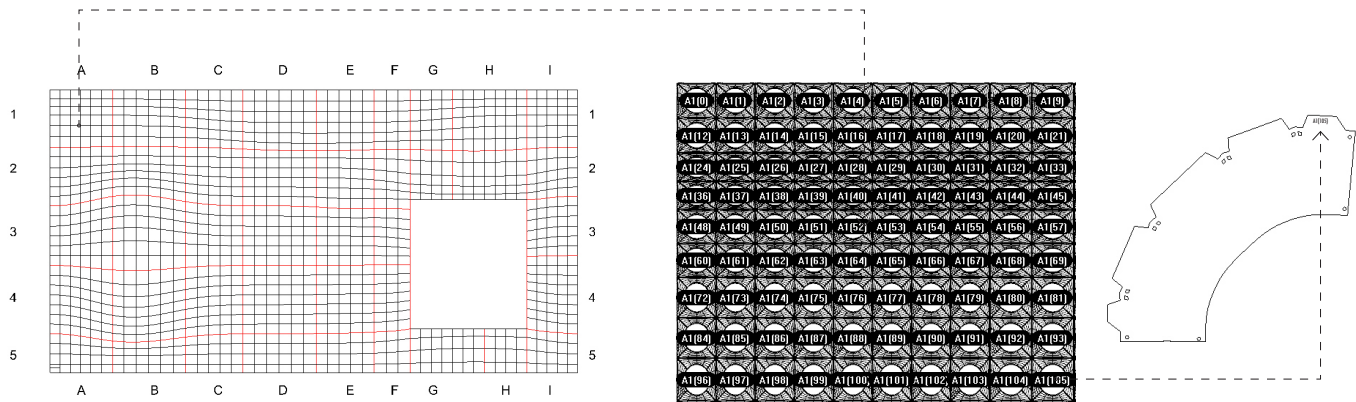 A B C D E F G H I
1 1
2 2
3 3
4 4
5 5
A B C D E F G H I
A1(0) A1(1) A1(2) A1(3) A1(4) A1(5) A1(6) A1(7) A1(8) A1(9)
A1(12) A1(13) A1(14) A1(15) A1(16) A1(17) A1(18) A1(19) A1(20) A1(21)
A1(24) A1(25) A1(26) A1(27) A1(28) A1(29) A1(30) A1(31) A1(32) A1(33)
A1(36) A1(37) A1(38) A1(39) A1(40) A1(41) A1(42) A1(43) A1(44) A1(45)
A1(48) A1(49) A1(50) A1(51) A1(52) A1(53) A1(54) A1(55) A1(56) A1(57)
A1(60) A1(61) A1(62) A1(63) A1(64) A1(65) A1(66) A1(67) A1(68) A1(69)
A1(72) A1(73) A1(74) A1(75) A1(76) A1(77) A1(78) A1(79) A1(80) A1(81)
A1(84) A1(85) A1(86) A1(87) A1(88) A1(89) A1(90) A1(91) A1(92) A1(93)
A1(96) A1(97) A1(98) A1(99) A1(100) A1(101) A1(102) A1(103) A1(104) A1(105)
A1(105)